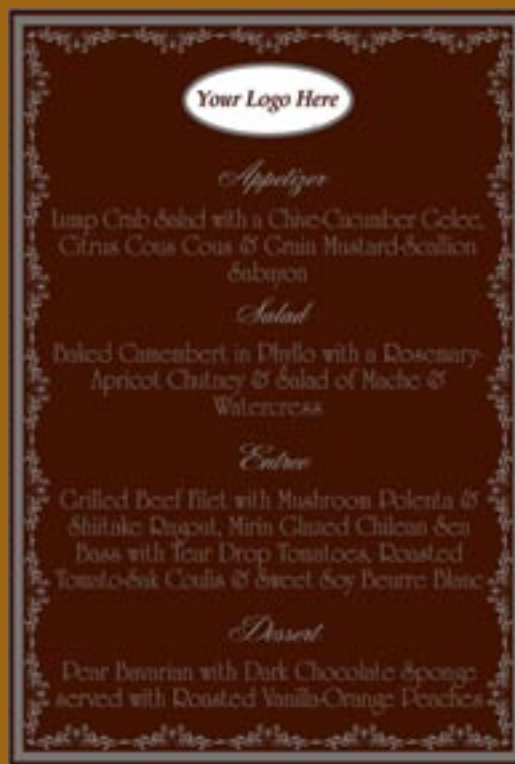 Your Logo Here
Appetizer
Lump Crab Salad with a Chive-Cucumber Gelee,
Citrus Cous Cous & Grain Mustard-Scallion
Sabayon
Salad
Baked Camembert in Phyllo with a Rosemary-
Apricot Chutney & Salad of Mache &
Watercress
Entree
Grilled Beef Filet with Mushroom Polenta &
Shiitake Ragout, Mirin Glazed Chilean Sea
Bass with Tear Drop Tomatoes, Roasted
Tomato-Sak Coulis & Sweet Soy Beurre Blanc
Dessert
Pear Bavarian with Dark Chocolate Sponge
served with Roasted Vanilla-Orange Peaches